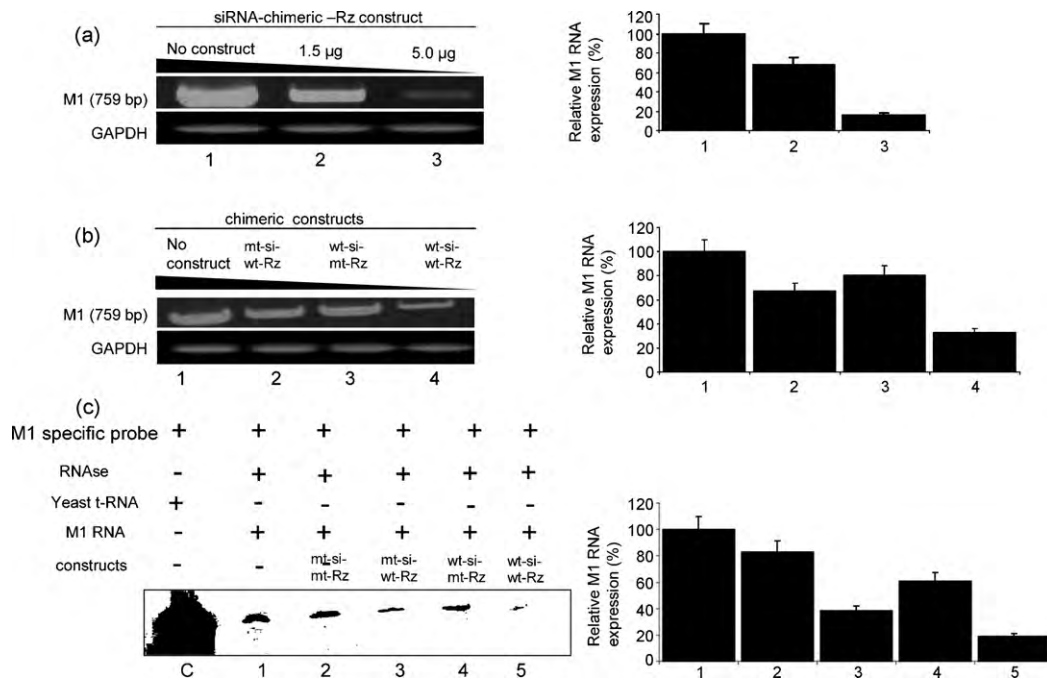 (a)
siRNA-chimeric –Rz construct
No construct 1.5 µg 5.0 µg
M1 (759 bp)
GAPDH
1 2 3
Relative M1 RNA
expression (%)
120
100
80
60
40
20
0
1 2 3
(b)
chimeric constructs
No construct mt-si-wt-Rz wt-si-mt-Rz wt-si-wt-Rz
M1 (759 bp)
GAPDH
1 2 3 4
Relative M1 RNA
expression (%)
120
100
80
60
40
20
0
1 2 3 4
(c)
M1 specific probe + + + + + +
RNAse - + + + + +
Yeast t-RNA + - - - - -
M1 RNA - + + + + +
constructs - - mt-si-mt-Rz mt-si-wt-Rz wt-si-mt-Rz wt-si-wt-Rz
C 1 2 3 4 5
Relative M1 RNA
expression (%)
120
100
80
60
40
20
0
1 2 3 4 5